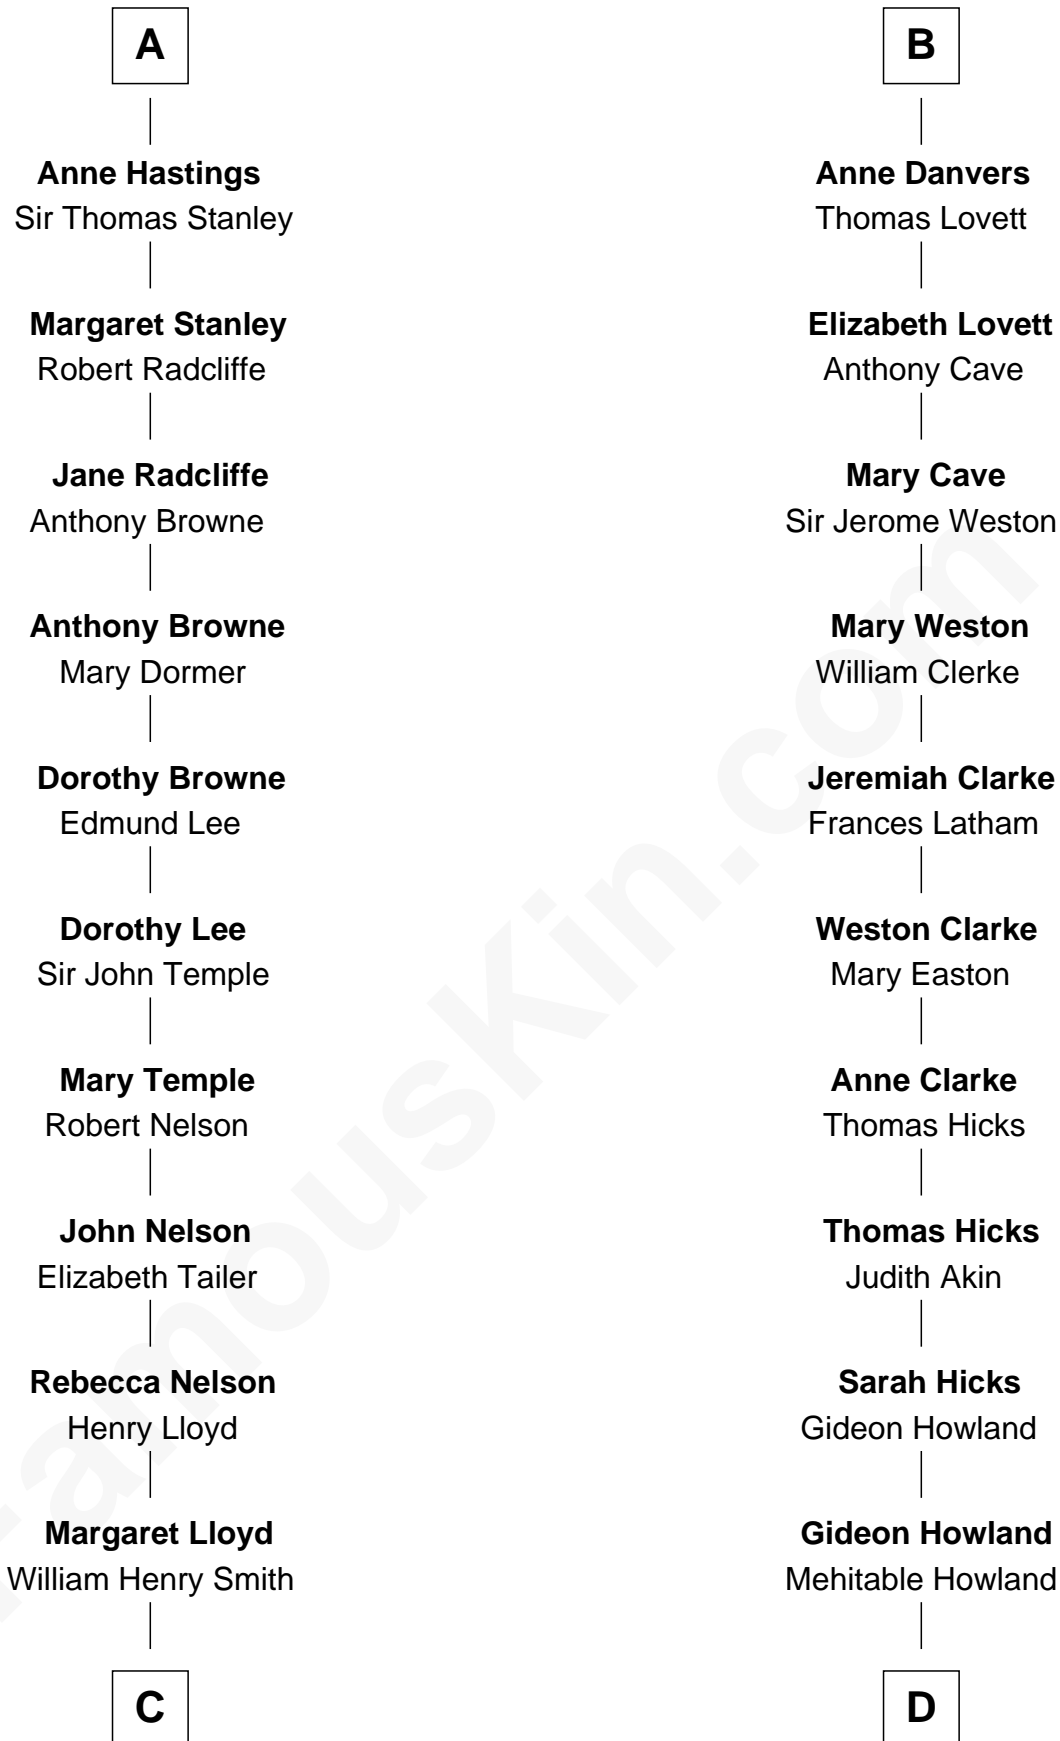 A
Anne Hastings
Sir Thomas Stanley
Margaret Stanley
Robert Radcliffe
Jane Radcliffe
Anthony Browne
Anthony Browne
Mary Dormer
Dorothy Browne
Edmund Lee
Dorothy Lee
Sir John Temple
Mary Temple
Robert Nelson
John Nelson
Elizabeth Tailer
Rebecca Nelson
Henry Lloyd
Margaret Lloyd
William Henry Smith
C
B
Anne Danvers
Thomas Lovett
Elizabeth Lovett
Anthony Cave
Mary Cave
Sir Jerome Weston
Mary Weston
William Clerke
Jeremiah Clarke
Frances Latham
Weston Clarke
Mary Easton
Anne Clarke
Thomas Hicks
Thomas Hicks
Judith Akin
Sarah Hicks
Gideon Howland
Gideon Howland
Mehitable Howland
D
FamousKin.com